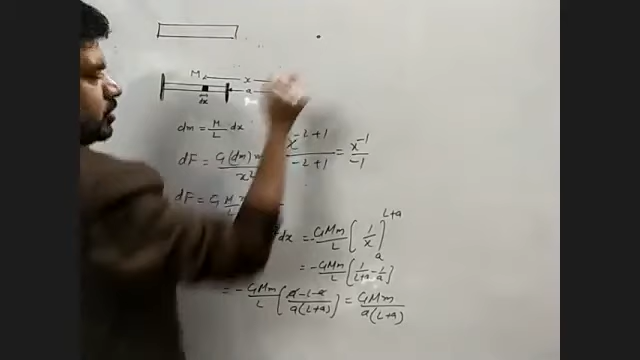 M x
dx a
dm = M/L dx
dF = G(dm)m/x²
x^-2+1/-2+1 = x^-1/-1
dF = G M/L
dx = -GMm/L [1/x]_a^L+a
= -GMm/L [1/L+a - 1/a]
= -GMm/L [a-L-a/a(L+a)] = GMm/a(L+a)